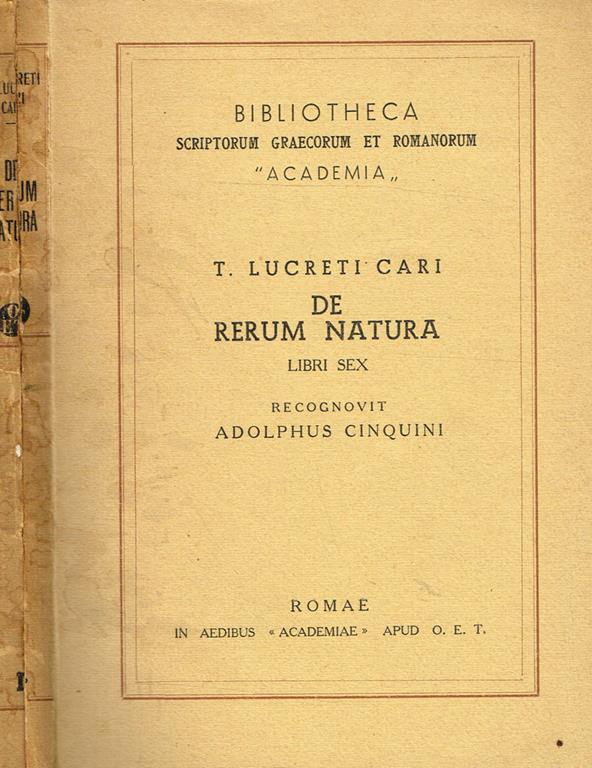 BIBLIOTHECA
SCRIPTORUM GRAECORUM ET ROMANORUM
"ACADEMIA„
T. LUCRETI CARI
DE
RERUM NATURA
LIBRI SEX
RECOGNOVIT
ADOLPHUS CINQUINI
ROMAE
IN AEDIBUS « ACADEMIAE » APUD O. E. T.